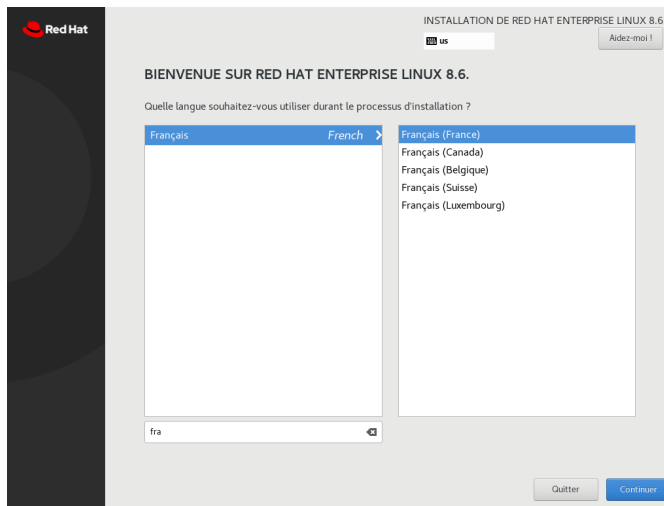 Red Hat
INSTALLATION DE RED HAT ENTERPRISE LINUX 8.6
us
Aidez-moi !
BIENVENUE SUR RED HAT ENTERPRISE LINUX 8.6.
Quelle langue souhaitez-vous utiliser durant le processus d'installation ?
Français French
Français (France)
Français (Canada)
Français (Belgique)
Français (Suisse)
Français (Luxembourg)
fra
Quitter
Continuer